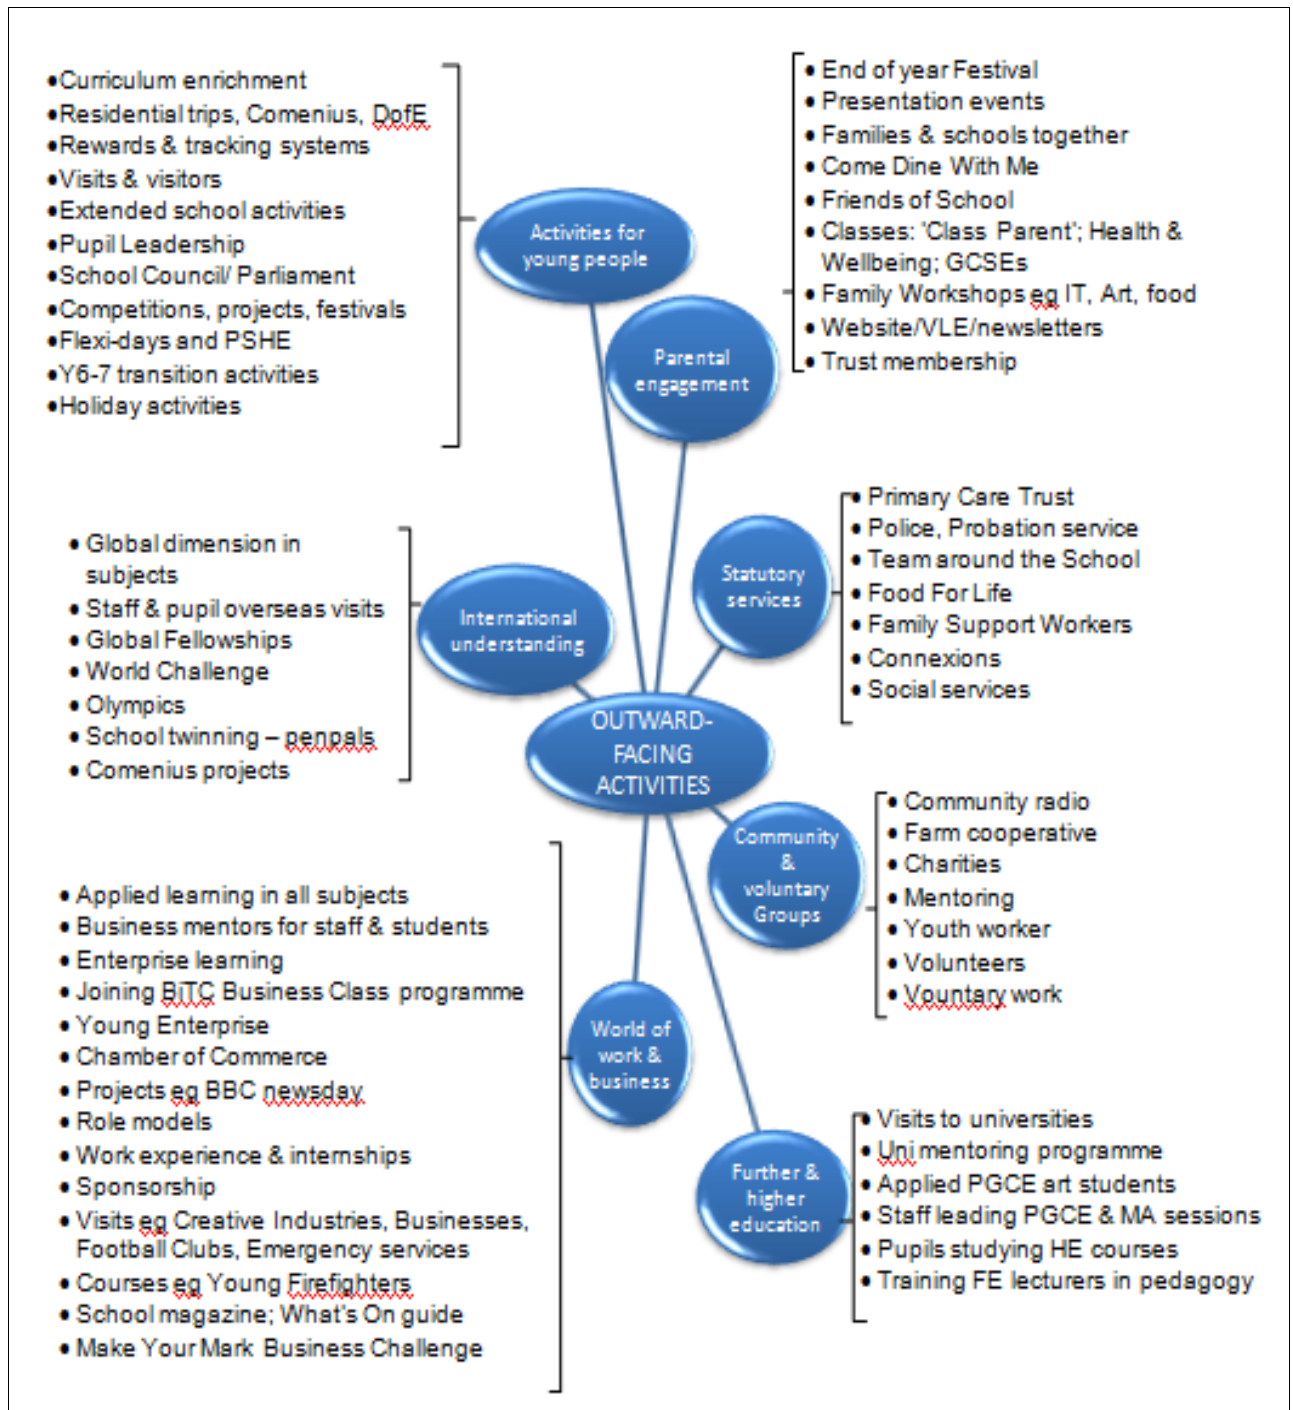 •Curriculum enrichment
•Residential trips, Comenius, DofE
•Rewards & tracking systems
•Visits & visitors
•Extended school activities
•Pupil Leadership
•School Council/ Parliament
•Competitions, projects, festivals
•Flexi-days and PSHE
•Y6-7 transition activities
•Holiday activities
Activities for
young people
• End of year Festival
• Presentation events
• Families & schools together
• Come Dine With Me
• Friends of School
• Classes: 'Class Parent'; Health &
Wellbeing; GCSEs
• Family Workshops eg IT, Art, food
• Website/VLE/newsletters
• Trust membership
Parental
engagement
• Global dimension in
subjects
• Staff & pupil overseas visits
• Global Fellowships
• World Challenge
• Olympics
• School twinning – penpals
• Comenius projects
International
understanding
Statutory
services
• Primary Care Trust
• Police, Probation service
• Team around the School
• Food For Life
• Family Support Workers
• Connexions
• Social services
OUTWARD-
FACING
ACTIVITIES
Community
&
voluntary
Groups
• Community radio
• Farm cooperative
• Charities
• Mentoring
• Youth worker
• Volunteers
• Vountary work
• Applied learning in all subjects
• Business mentors for staff & students
• Enterprise learning
• Joining BiTC Business Class programme
• Young Enterprise
• Chamber of Commerce
• Projects eg BBC newsday
• Role models
• Work experience & internships
• Sponsorship
• Visits eg Creative Industries, Businesses,
Football Clubs, Emergency services
• Courses eg Young Firefighters
• School magazine; What's On guide
• Make Your Mark Business Challenge
World of
work &
business
Further &
higher
education
• Visits to universities
• Uni mentoring programme
• Applied PGCE art students
• Staff leading PGCE & MA sessions
• Pupils studying HE courses
• Training FE lecturers in pedagogy